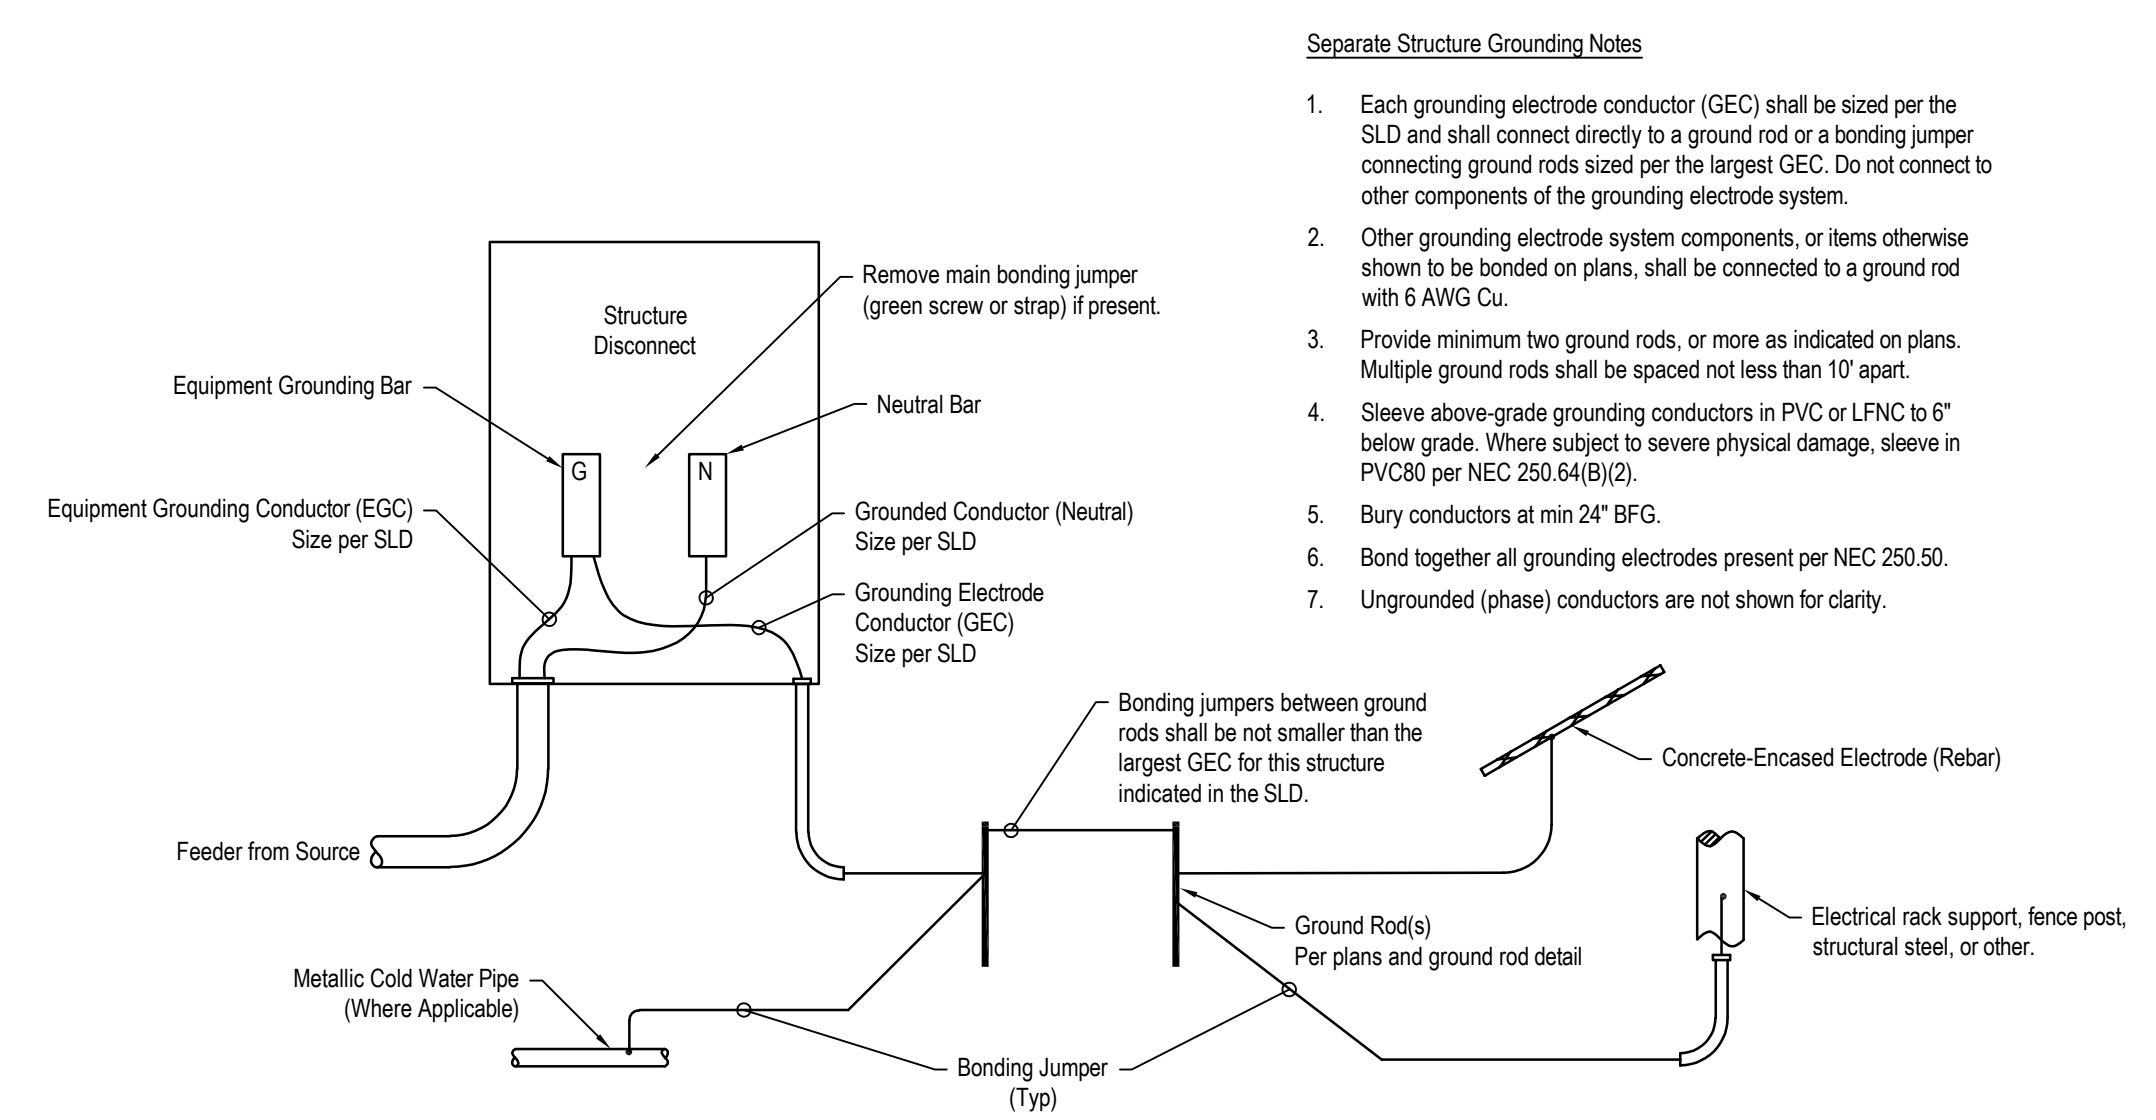 Separate Structure Grounding Notes
1. Each grounding electrode conductor (GEC) shall be sized per the
SLD and shall connect directly to a ground rod or a bonding jumper
connecting ground rods sized per the largest GEC. Do not connect to
other components of the grounding electrode system.
2. Other grounding electrode system components, or items otherwise
shown to be bonded on plans, shall be connected to a ground rod
with 6 AWG Cu.
3. Provide minimum two ground rods, or more as indicated on plans.
Multiple ground rods shall be spaced not less than 10' apart.
4. Sleeve above-grade grounding conductors in PVC or LFNC to 6"
below grade. Where subject to severe physical damage, sleeve in
PVC80 per NEC 250.64(B)(2).
5. Bury conductors at min 24" BFG.
6. Bond together all grounding electrodes present per NEC 250.50.
7. Ungrounded (phase) conductors are not shown for clarity.
Structure
Disconnect
Remove main bonding jumper
(green screw or strap) if present.
Equipment Grounding Bar
Neutral Bar
G
N
Equipment Grounding Conductor (EGC)
Size per SLD
Grounded Conductor (Neutral)
Size per SLD
Grounding Electrode
Conductor (GEC)
Size per SLD
Bonding jumpers between ground
rods shall be not smaller than the
largest GEC for this structure
indicated in the SLD.
Concrete-Encased Electrode (Rebar)
Feeder from Source
Ground Rod(s)
Per plans and ground rod detail
Electrical rack support, fence post,
structural steel, or other.
Metallic Cold Water Pipe
(Where Applicable)
Bonding Jumper
(Typ)